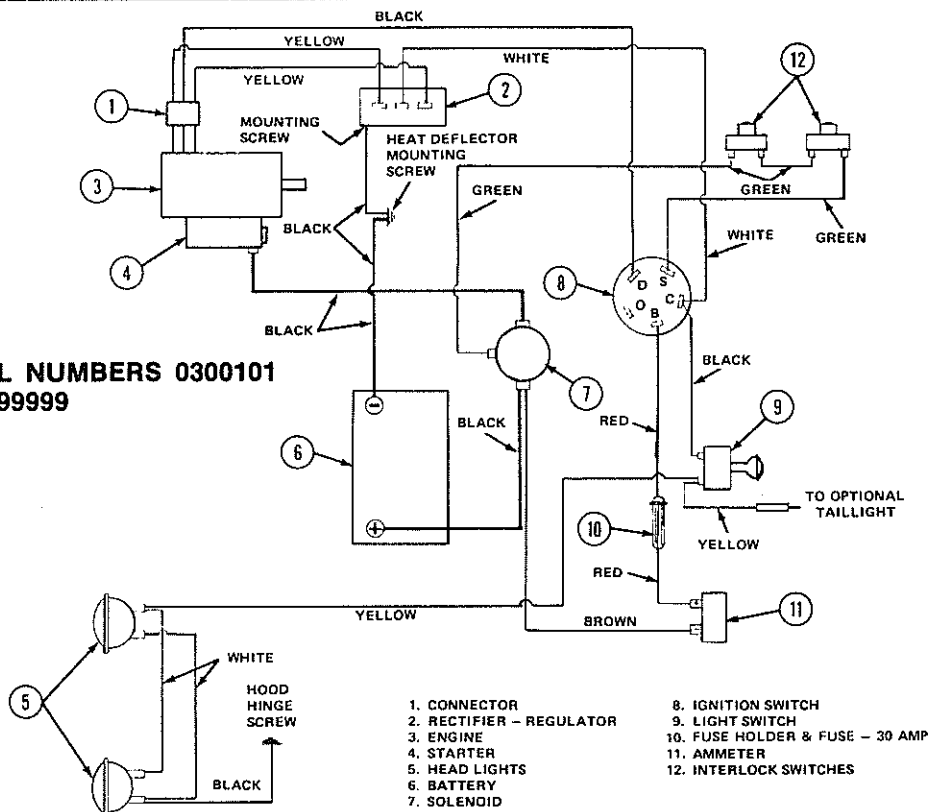 BLACK
YELLOW
YELLOW
WHITE
12
1
2
MOUNTING
SCREW
HEAT DEFLECTOR
MOUNTING
SCREW
3
GREEN
GREEN
BLACK
WHITE
GREEN
4
8
D
S
O
C
B
BLACK
L NUMBERS 0300101
99999
BLACK
7
9
RED
6
BLACK
TO OPTIONAL
TAILLIGHT
10
YELLOW
RED
YELLOW
BROWN
11
WHITE
5
HOOD
HINGE
SCREW
BLACK
1. CONNECTOR
2. RECTIFIER – REGULATOR
3. ENGINE
4. STARTER
5. HEAD LIGHTS
6. BATTERY
7. SOLENOID
8. IGNITION SWITCH
9. LIGHT SWITCH
10. FUSE HOLDER & FUSE – 30 AMP
11. AMMETER
12. INTERLOCK SWITCHES